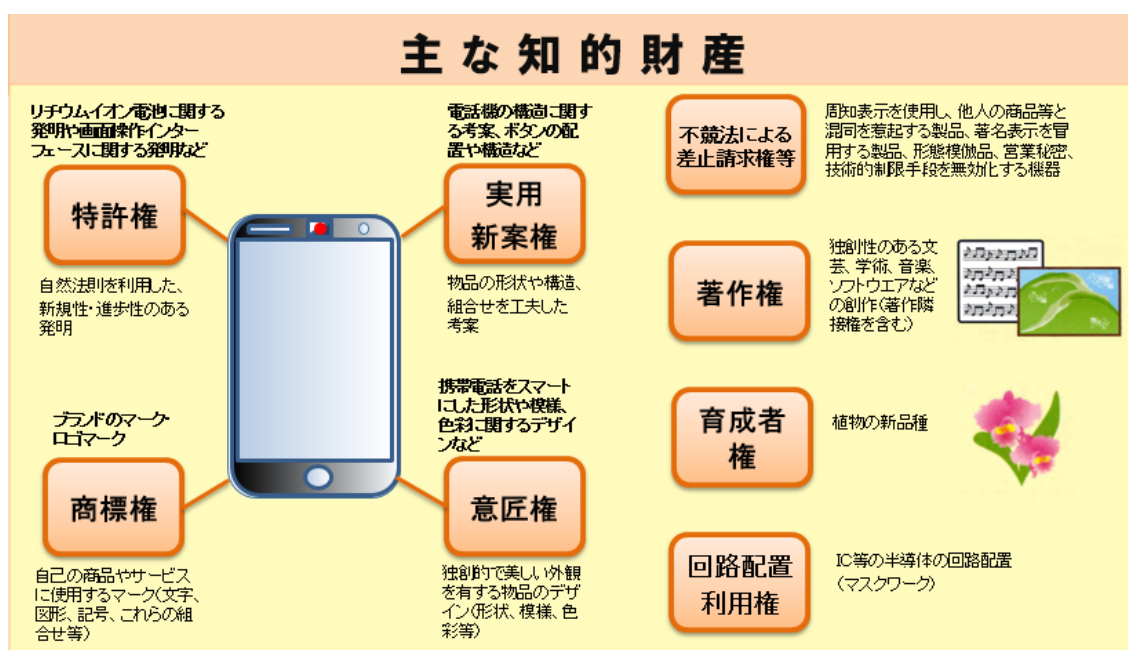 主な知的財産
リチウムイオン電池に関する
発明や画面操作インター
フェースに関する発明など
特許権
自然法則を利用した、
新規性・進歩性のある
発明
電話機の構造に関す
る考案、ボタンの配
置や構造など
実用
新案権
物品の形状や構造、
組合せを工夫した
考案
ブランドのマーク・
ロゴマーク
商標権
自己の商品やサービス
に使用するマーク(文字、
図形、記号、これらの組
合せ等)
携帯電話をスマート
にした形状や模様、
色彩に関するデザイ
ンなど
意匠権
独創的で美しい外観
を有する物品のデザ
イン(形状、模様、色
彩等)
不競法による
差止請求権等
周知表示を使用し、他人の商品等と
混同を惹起する製品、著名表示を冒
用する製品、形態模倣品、営業秘密、
技術的制限手段を無効化する機器
著作権
独創性のある文
芸、学術、音楽、
ソフトウエアなど
の創作(著作隣
接権を含む)
育成者
権
植物の新品種
回路配置
利用権
IC等の半導体の回路配置
(マスクワーク)